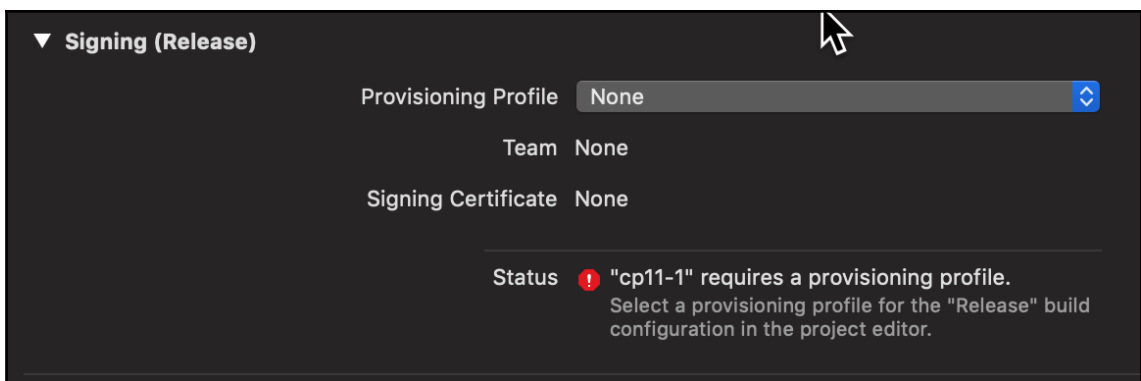 Signing (Release)
Provisioning Profile None
Team None
Signing Certificate None
Status "cp11-1" requires a provisioning profile.
Select a provisioning profile for the "Release" build
configuration in the project editor.